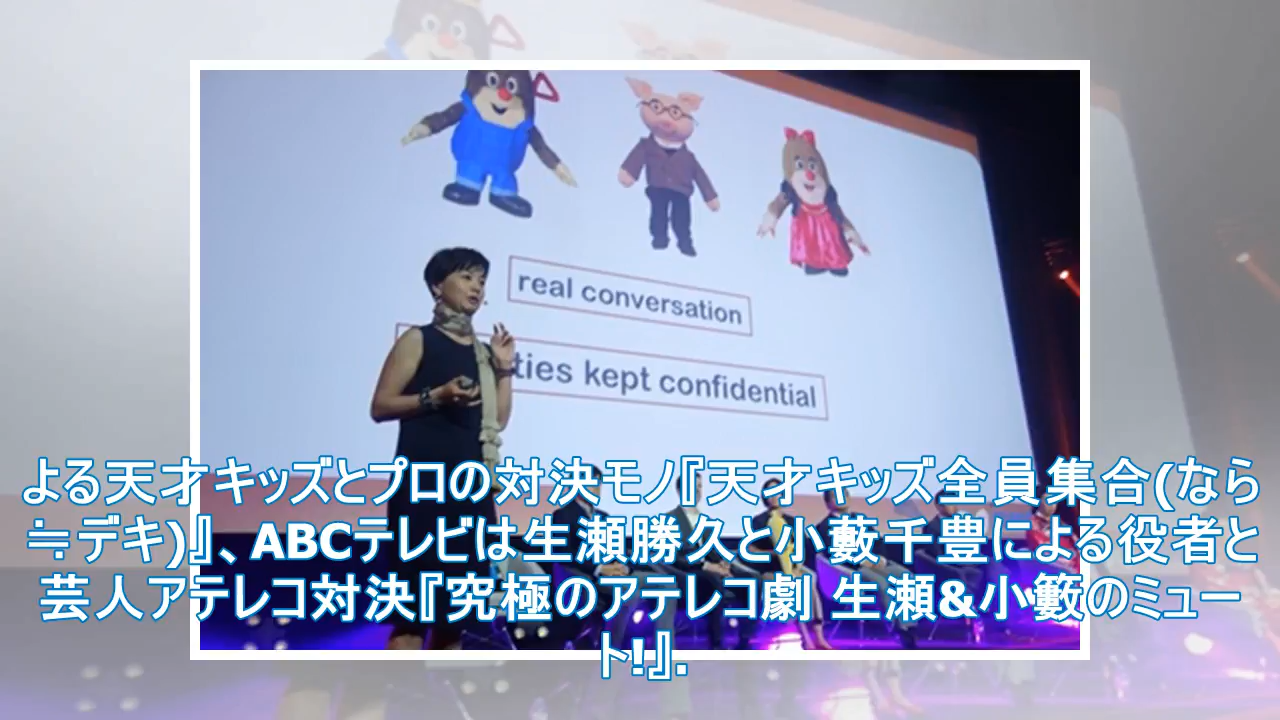 real conversation
ties kept confidential
よる天才キッズとプロの対決モノ『天才キッズ全員集合(なら
≒デキ)』、ABCテレビは生瀬勝久と小藪千豊による役者と
芸人アテレコ対決『究極のアテレコ劇 生瀬&小籔のミュー
ト!』.